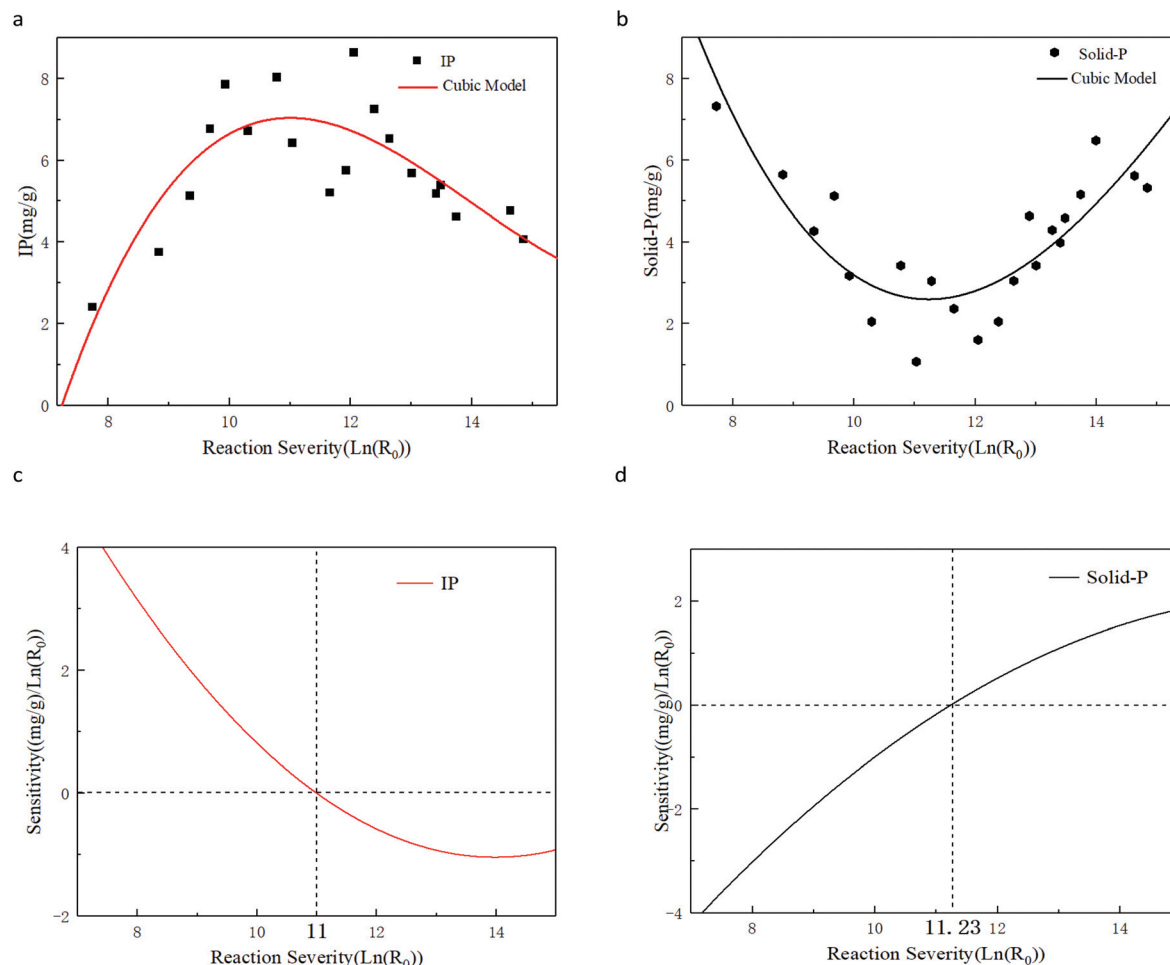 a
b
8
6
4
2
0
IP(mg/g)
IP
Cubic Model
8
10
12
14
Reaction Severity(Ln(R₀))
8
6
4
2
0
Solid-P(mg/g)
Solid-P
Cubic Model
8
10
12
14
Reaction Severity(Ln(R₀))
c
d
4
2
0
−2
Sensitivity((mg/g)/Ln(R₀))
IP
8
10
11
12
14
Reaction Severity(Ln(R₀))
2
0
−2
−4
Sensitivity((mg/g)/Ln(R₀))
Solid-P
8
10
11.23
12
14
Reaction Severity(Ln(R₀))